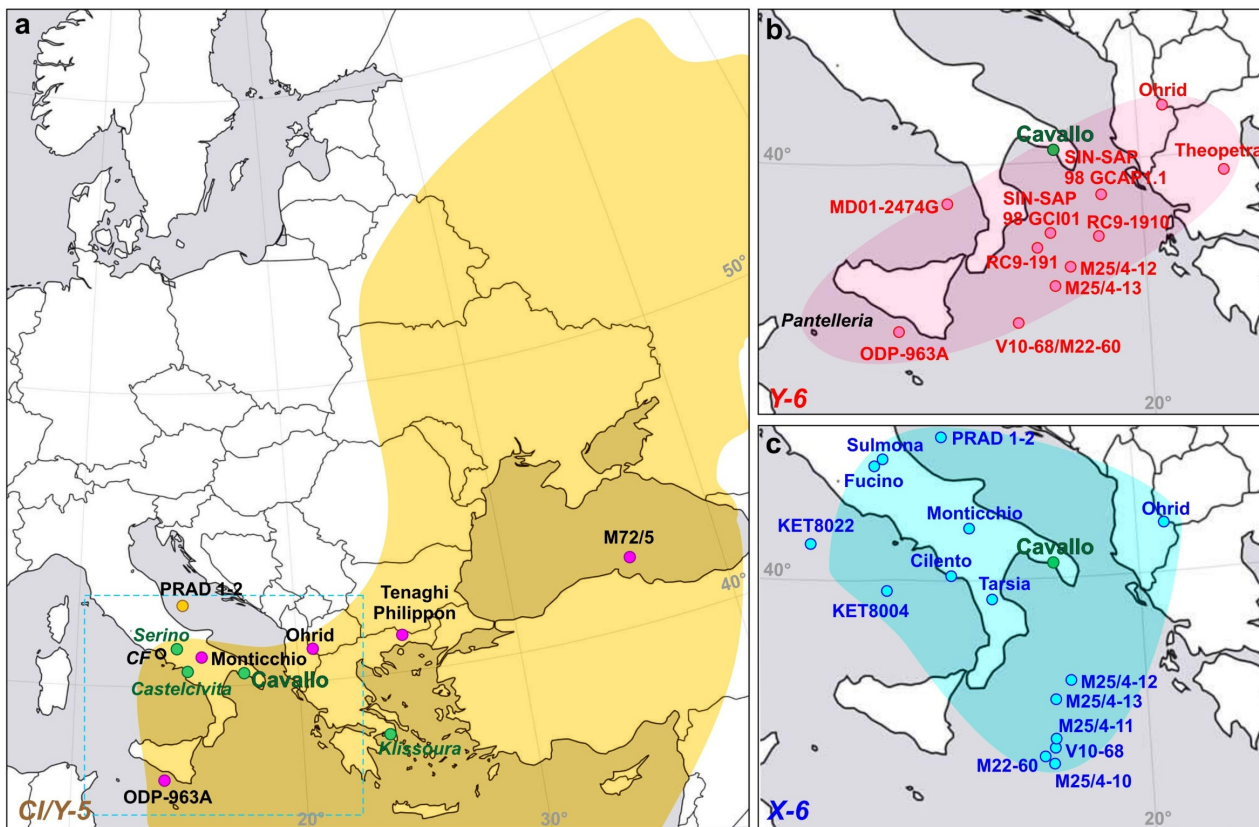 a
50°
M72/5
40°
PRAD 1-2
Tenaghi
Philippon
Serino
Ohrid
CF
Monticchio
Castelcivita
Cavallo
Klissoura
ODP-963A
CI/Y-5
20°
30°
b
Ohrid
Cavallo
40°
SIN-SAP
98 GCAP1.1
Theopetra
MD01-2474G
SIN-SAP
98 GCI01
RC9-1910
RC9-191
M25/4-12
M25/4-13
Pantelleria
ODP-963A
V10-68/M22-60
Y-6
20°
c
PRAD 1-2
Sulmona
Fucino
Monticchio
Ohrid
KET8022
Cavallo
Cilento
40°
Tarsia
KET8004
M25/4-12
M25/4-13
M25/4-11
V10-68
M22-60
M25/4-10
X-6
20°